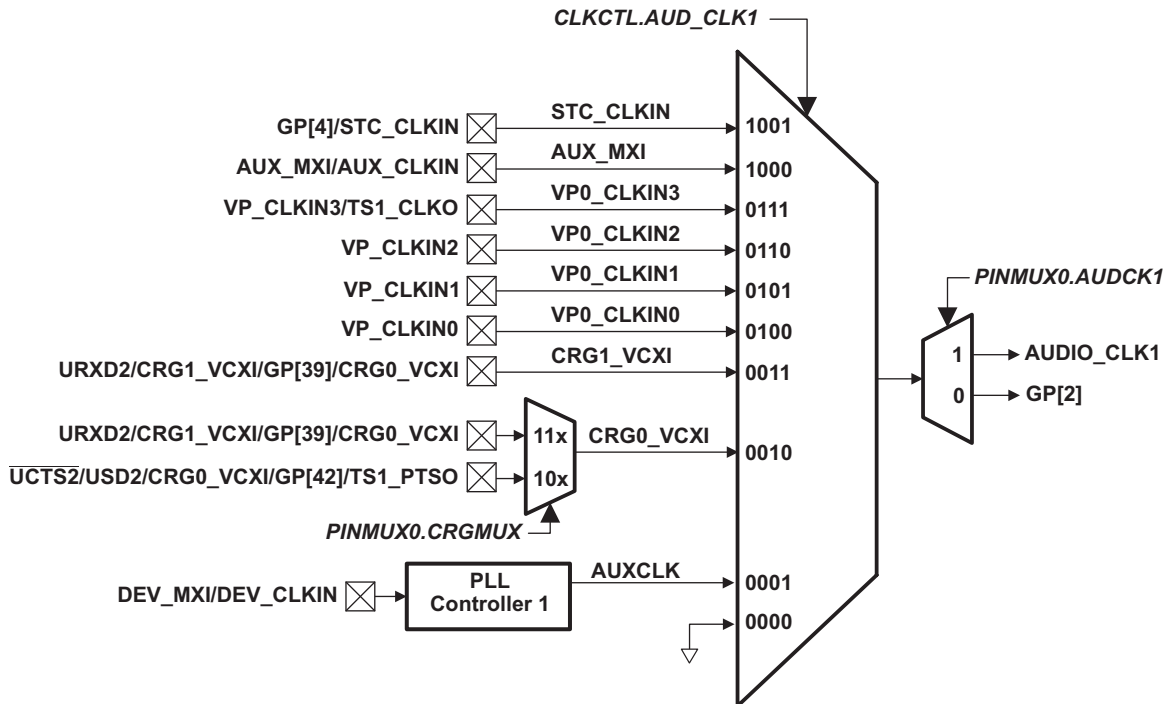 CLKCTL.AUD_CLK1
GP[4]/STC_CLKIN
STC_CLKIN
1001
AUX_MXI/AUX_CLKIN
AUX_MXI
1000
VP_CLKIN3/TS1_CLKO
VP0_CLKIN3
0111
VP_CLKIN2
VP0_CLKIN2
0110
VP_CLKIN1
VP0_CLKIN1
0101
PINMUX0.AUDCK1
VP_CLKIN0
VP0_CLKIN0
0100
1
AUDIO_CLK1
URXD2/CRG1_VCXI/GP[39]/CRG0_VCXI
CRG1_VCXI
0011
0
GP[2]
URXD2/CRG1_VCXI/GP[39]/CRG0_VCXI
11x
CRG0_VCXI
0010
UCTS2/USD2/CRG0_VCXI/GP[42]/TS1_PTSO
10x
PINMUX0.CRGMUX
DEV_MXI/DEV_CLKIN
PLL
Controller 1
AUXCLK
0001
0000